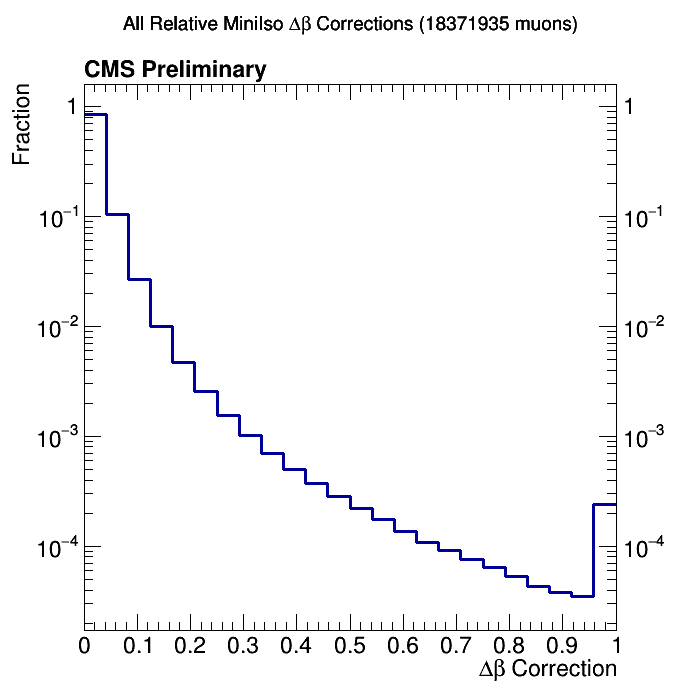 All Relative MiniIso Δβ Corrections (18371935 muons)
CMS Preliminary
Fraction
1
10⁻¹
10⁻²
10⁻³
10⁻⁴
1
10⁻¹
10⁻²
10⁻³
10⁻⁴
0 0.1 0.2 0.3 0.4 0.5 0.6 0.7 0.8 0.9 1
Δβ Correction